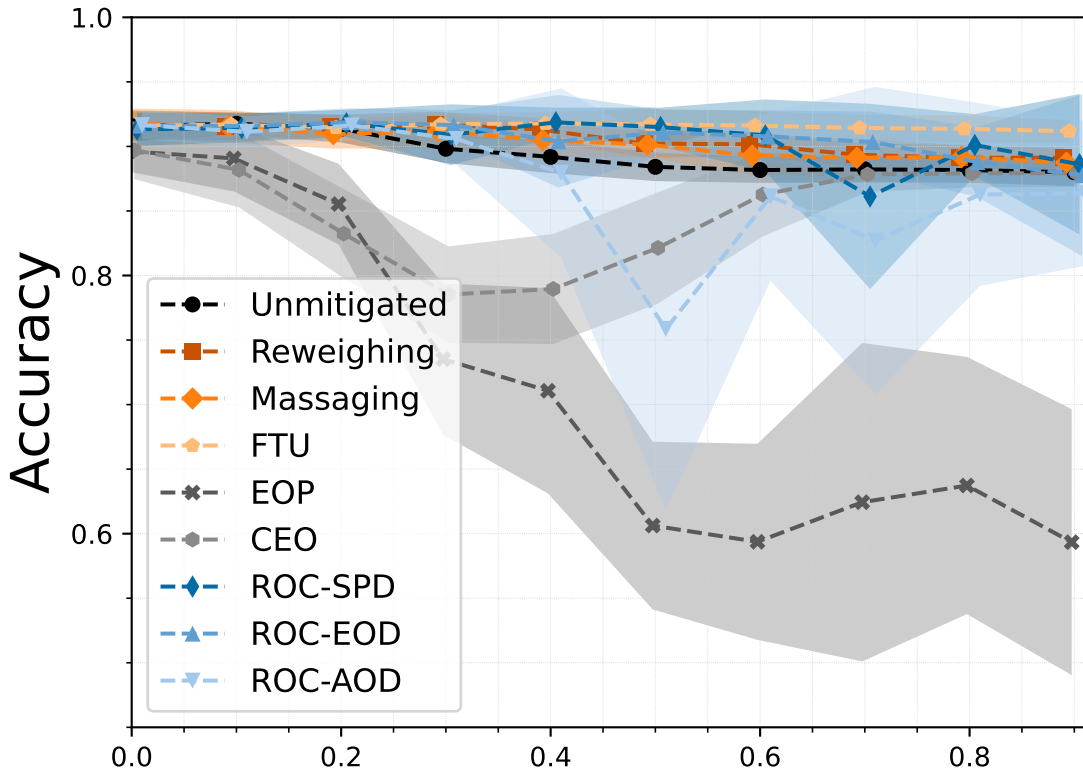 1.0
0.8
0.6
Accuracy
Unmitigated
Reweighing
Massaging
FTU
EOP
CEO
ROC-SPD
ROC-EOD
ROC-AOD
0.0 0.2 0.4 0.6 0.8